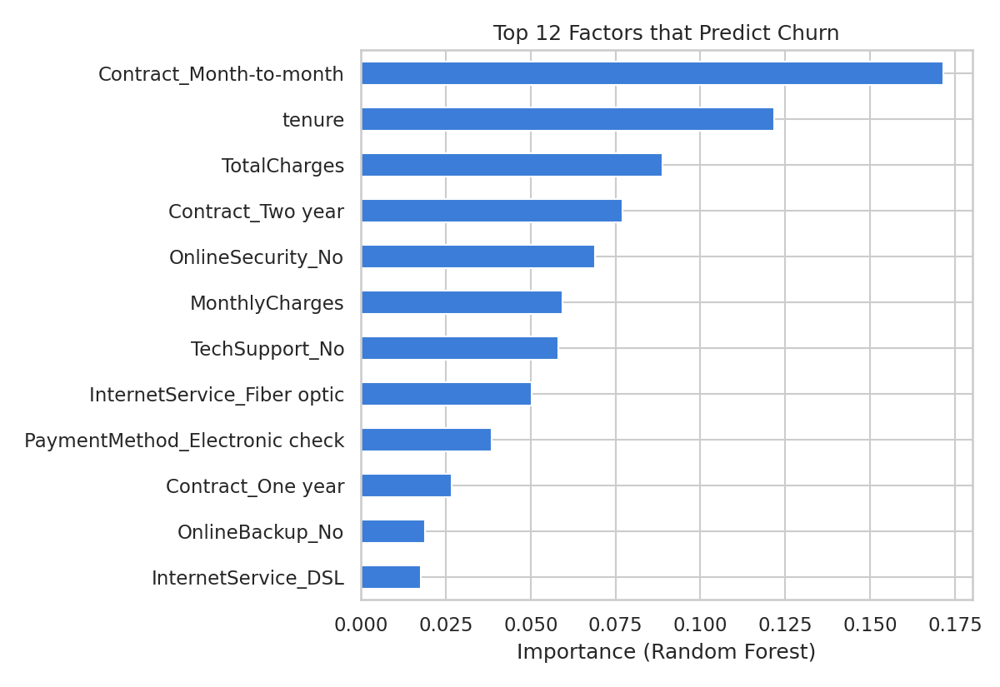 Top 12 Factors that Predict Churn
Contract_Month-to-month
tenure
TotalCharges
Contract_Two year
OnlineSecurity_No
MonthlyCharges
TechSupport_No
InternetService_Fiber optic
PaymentMethod_Electronic check
Contract_One year
OnlineBackup_No
InternetService_DSL
0.000 0.025 0.050 0.075 0.100 0.125 0.150 0.175
Importance (Random Forest)